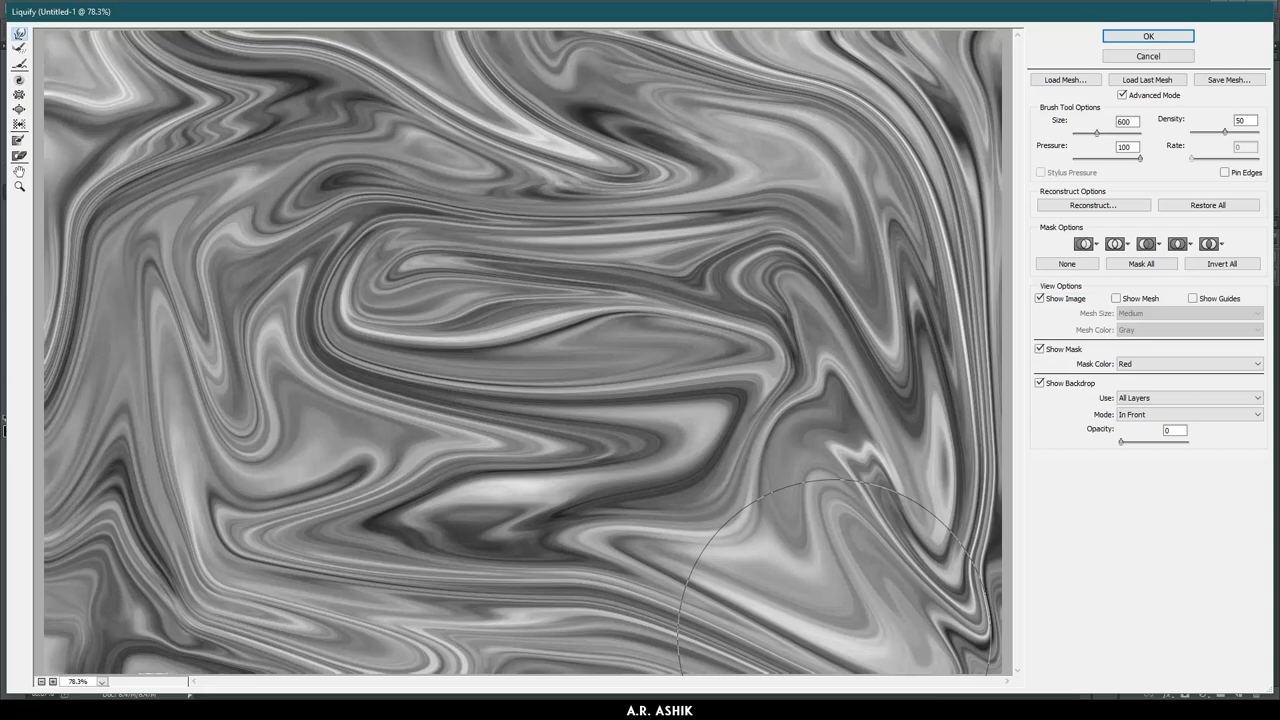 Liquify (Untitled-1 @ 78.3%)
OK
Cancel
Load Mesh...
Load Last Mesh
Save Mesh...
Advanced Mode
Brush Tool Options
Size:
600
Density:
50
Pressure:
100
Rate:
0
Stylus Pressure
Pin Edges
Reconstruct Options
Reconstruct...
Restore All
Mask Options
None
Mask All
Invert All
View Options
Show Image
Show Mesh
Show Guides
Mesh Size:
Medium
Mesh Color:
Gray
Show Mask
Mask Color:
Red
Show Backdrop
Use:
All Layers
Mode:
In Front
Opacity:
0
78.3%
A.R. ASHIK